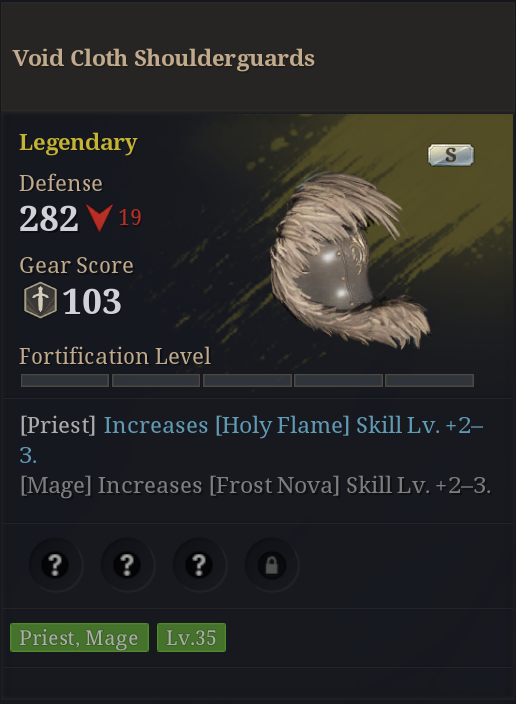 Void Cloth Shoulderguards
Legendary
S
Defense
282 19
Gear Score
103
Fortification Level
[Priest] Increases [Holy Flame] Skill Lv. +2–
3.
[Mage] Increases [Frost Nova] Skill Lv. +2–3.
? ? ?
Priest, Mage Lv.35